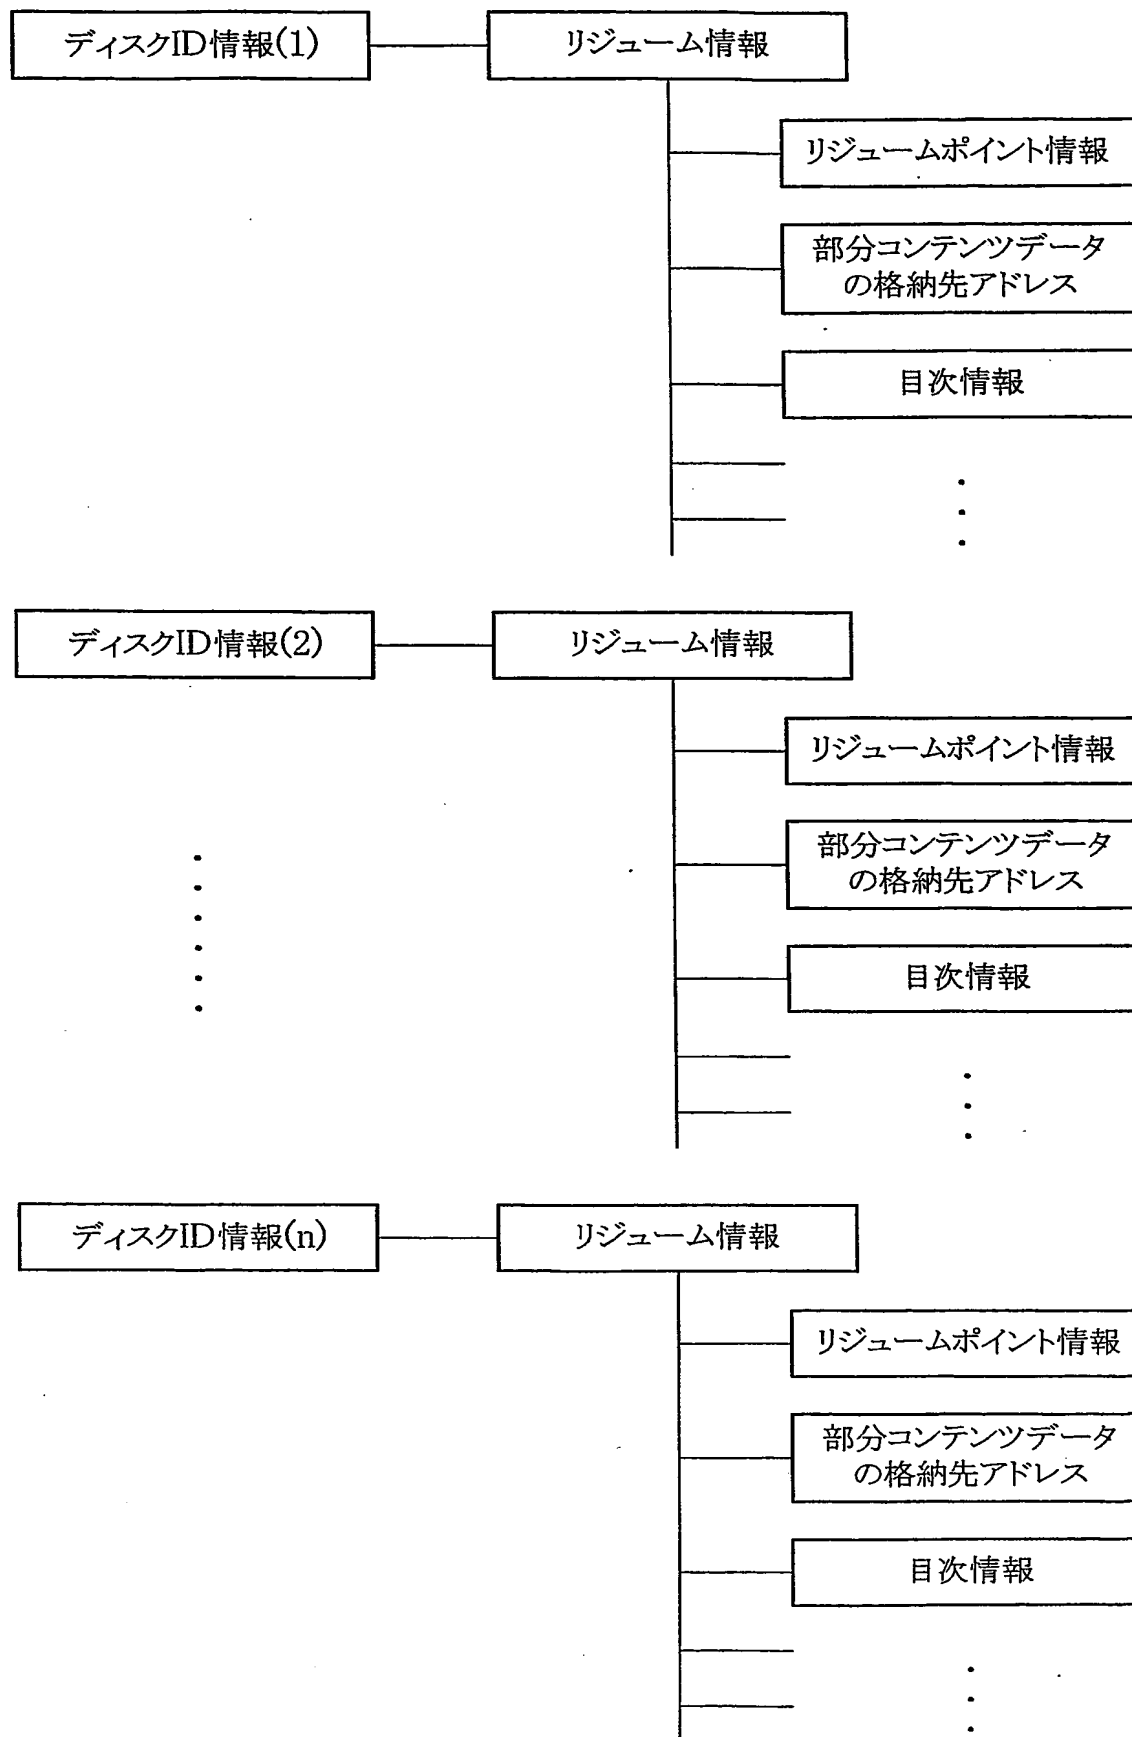 ディスクID情報(1)
リジューム情報
リジュームポイント情報
部分コンテンツデータ
の格納先アドレス
目次情報
ディスクID情報(2)
リジューム情報
リジュームポイント情報
部分コンテンツデータ
の格納先アドレス
目次情報
ディスクID情報(n)
リジューム情報
リジュームポイント情報
部分コンテンツデータ
の格納先アドレス
目次情報